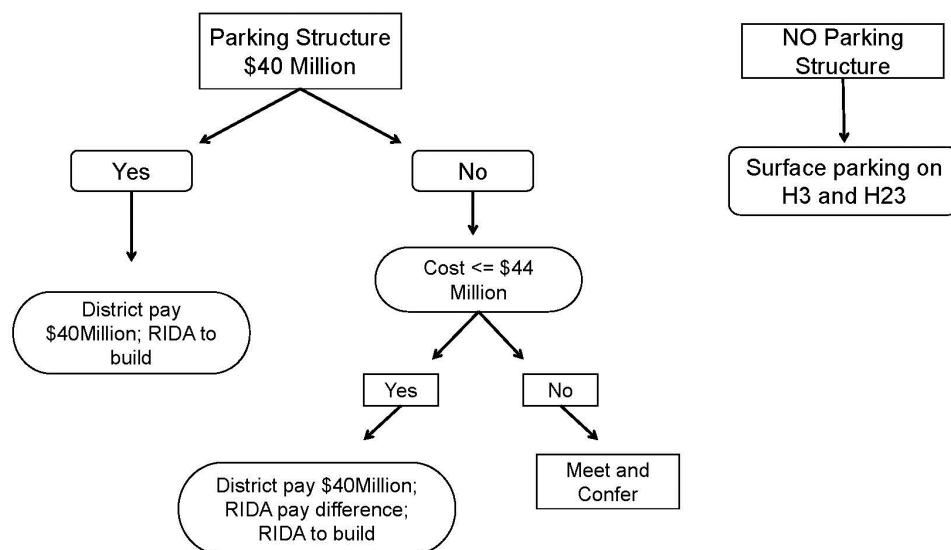 Parking Structure
$40 Million
NO Parking
Structure
Yes
No
Surface parking on
H3 and H23
Cost <= $44
Million
District pay
$40Million; RIDA to
build
Yes
No
District pay $40Million;
RIDA pay difference;
RIDA to build
Meet and
Confer